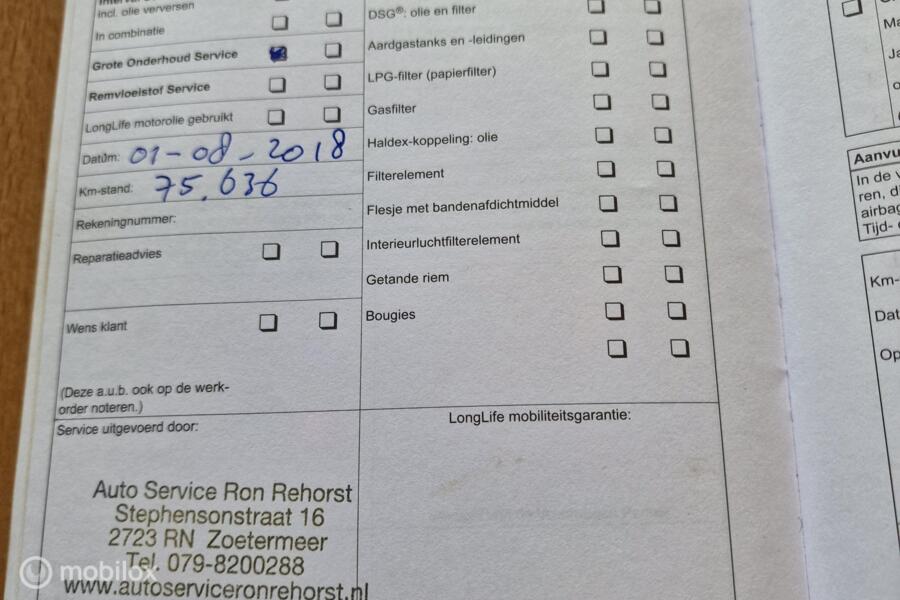 incl. olie verversen
In combinatie
Grote Onderhoud Service
Remvloeistof Service
LongLife motorolie gebruikt
Datum: 01-08-2018
Km-stand: 75.636
Rekeningnummer:
Reparatieadvies
Wens klant
(Deze a.u.b. ook op de werk-
order noteren.)
Service uitgevoerd door:
Auto Service Ron Rehorst
Stephensonstraat 16
2723 RN Zoetermeer
Tel. 079-8200288
www.autoserviceronrehorst.nl
DSG®: olie en filter
Aardgastanks en -leidingen
LPG-filter (papierfilter)
Gasfilter
Haldex-koppeling: olie
Filterelement
Flesje met bandenafdichtmiddel
Interieurluchtfilterelement
Getande riem
Bougies
LongLife mobiliteitsgarantie:
Ma
Ja
Aanvu
In de v
ren, d
airbag
Tijd-
Km-
Dat
Op
mobilox